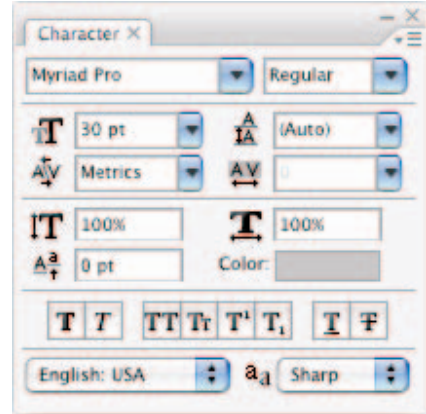 Character ×
Myriad Pro Regular
30 pt (Auto)
Metrics 0
100% 100%
0 pt Color:
T T TT Tr T¹ T₁ T T
English: USA aa Sharp